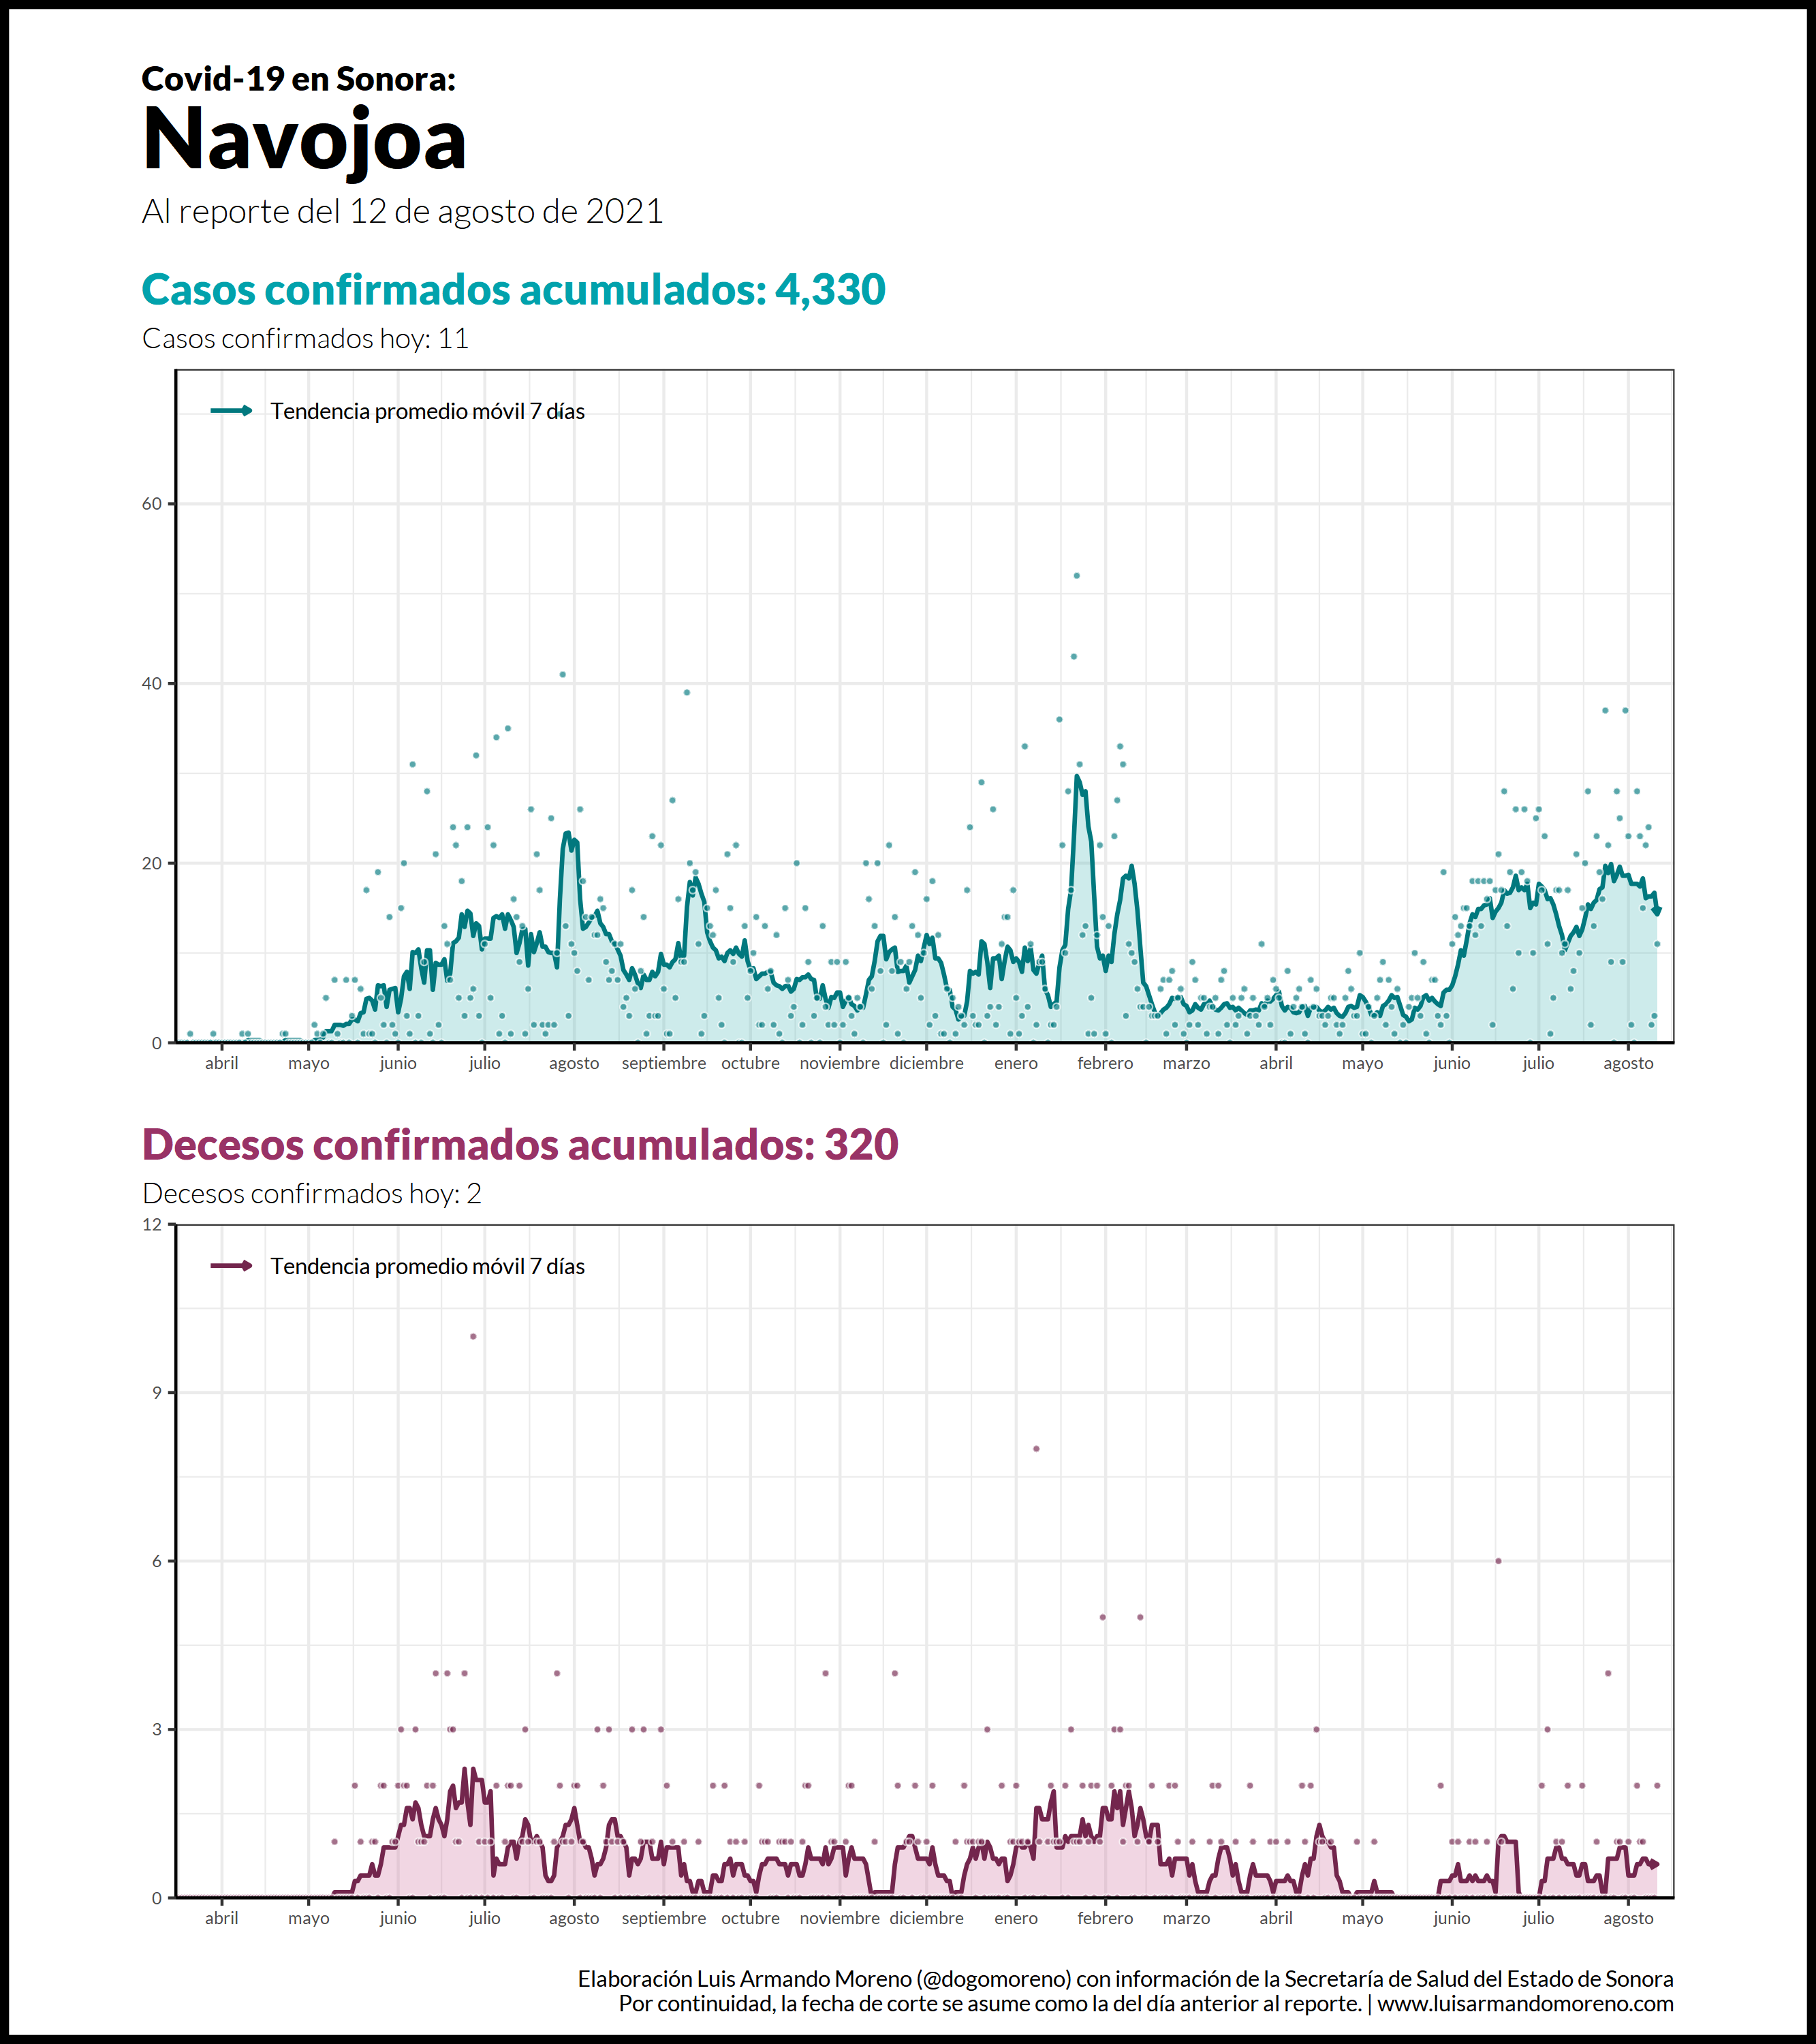 Covid-19 en Sonora:
Navojoa
Al reporte del 12 de agosto de 2021
Casos confirmados acumulados: 4,330
Casos confirmados hoy: 11
Tendencia promedio móvil 7 días
60
40
20
0
abril mayo junio julio agosto septiembre octubre noviembre diciembre enero febrero marzo abril mayo junio julio agosto
Decesos confirmados acumulados: 320
Decesos confirmados hoy: 2
12
Tendencia promedio móvil 7 días
9
6
3
0
abril mayo junio julio agosto septiembre octubre noviembre diciembre enero febrero marzo abril mayo junio julio agosto
Elaboración Luis Armando Moreno (@dogomoreno) con información de la Secretaría de Salud del Estado de Sonora
Por continuidad, la fecha de corte se asume como la del día anterior al reporte. | www.luisarmandomoreno.com